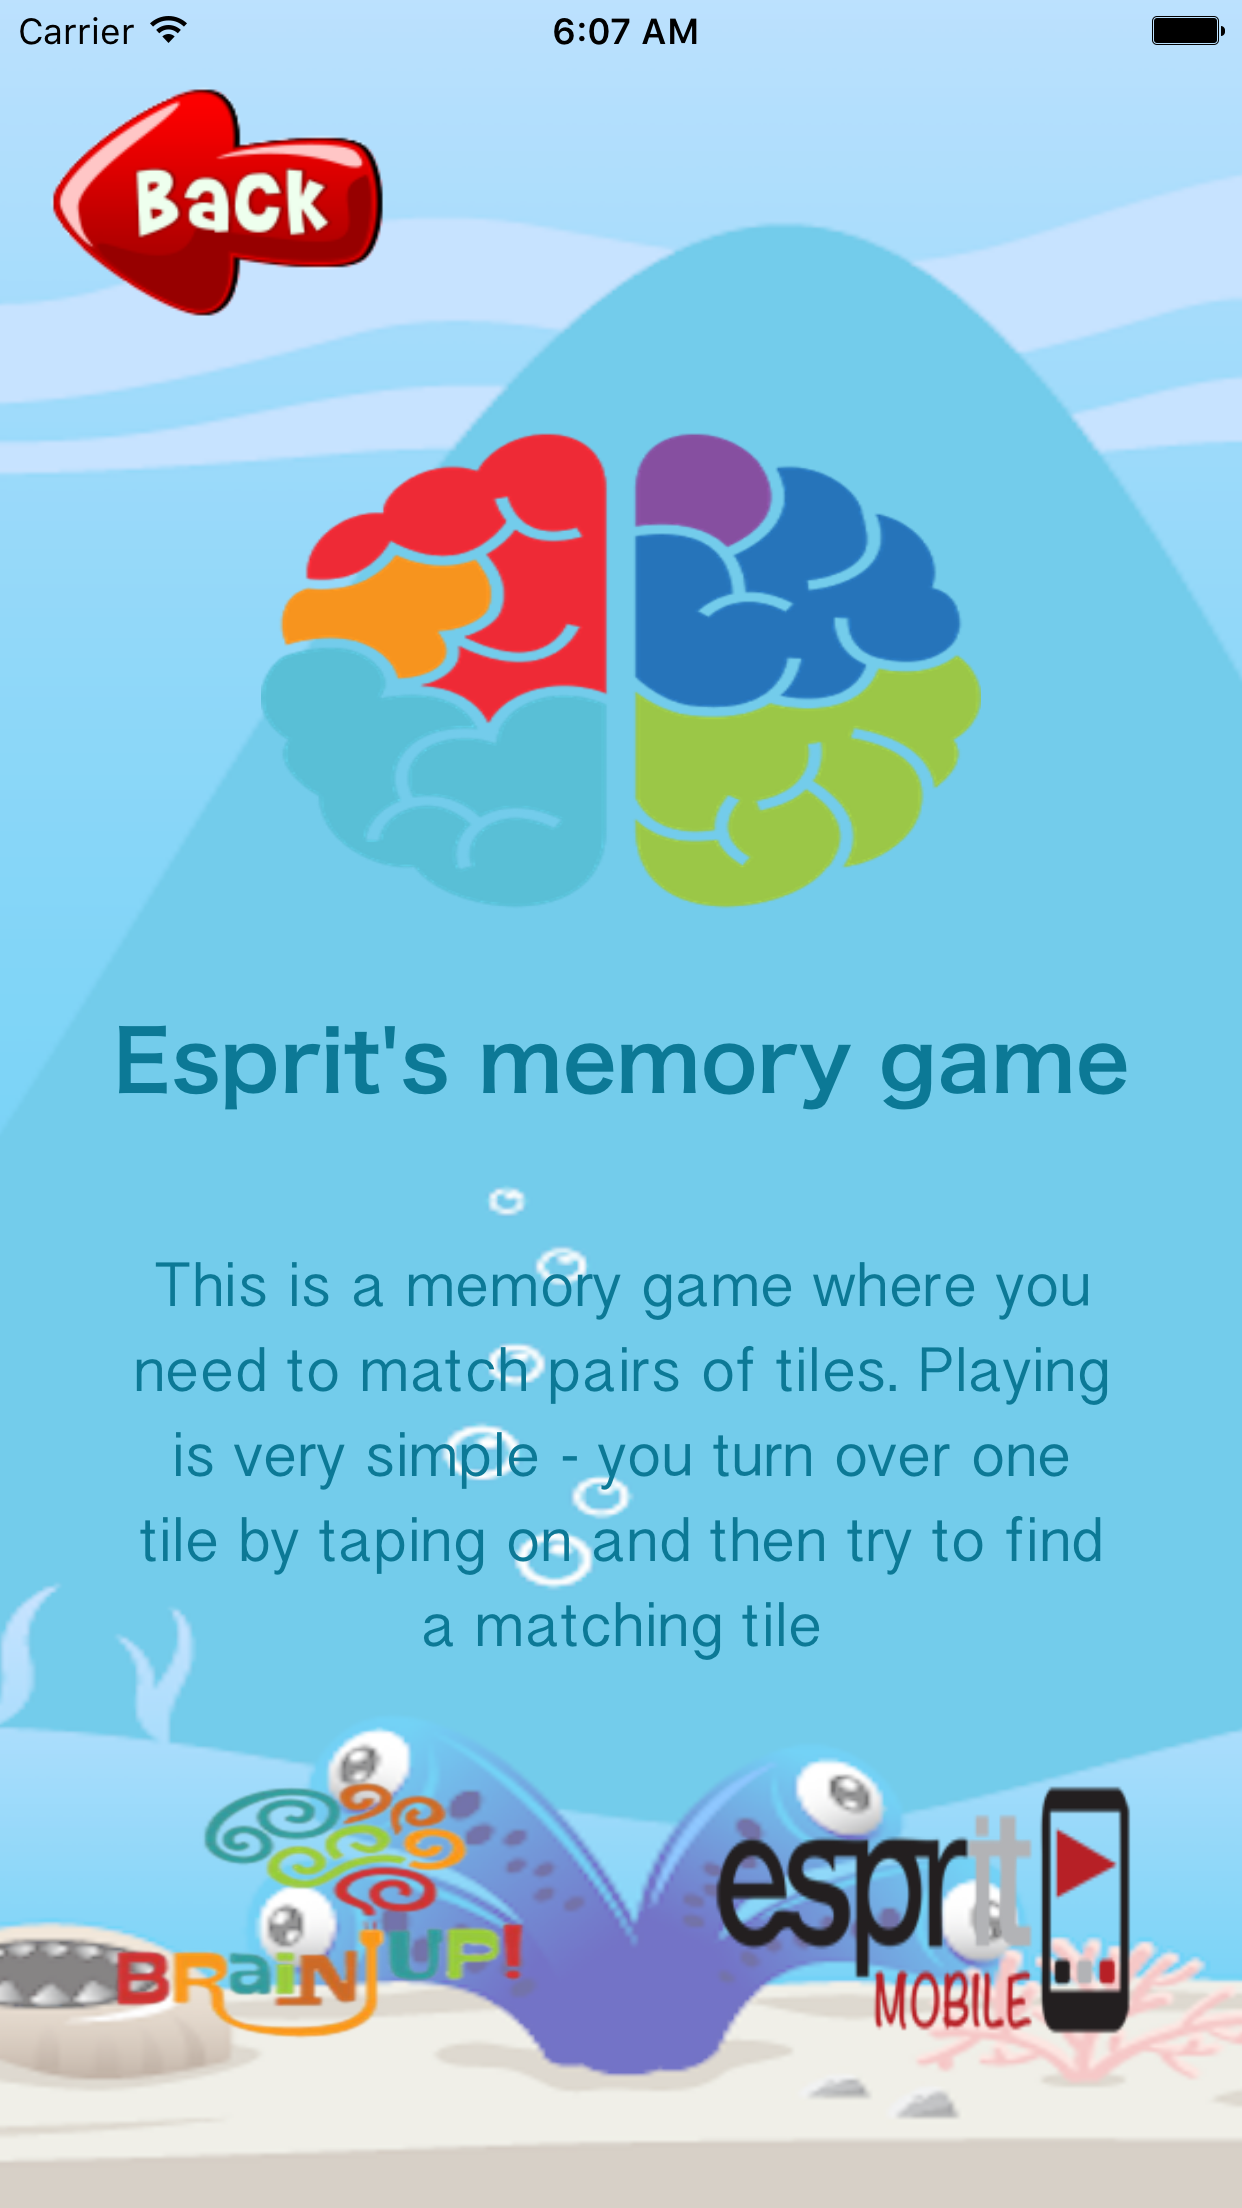 Carrier 6:07 AM
Back
Esprit's memory game
This is a memory game where you
need to match pairs of tiles. Playing
is very simple - you turn over one
tile by taping on and then try to find
a matching tile
BRaiN UP!
esprit
MOBILE